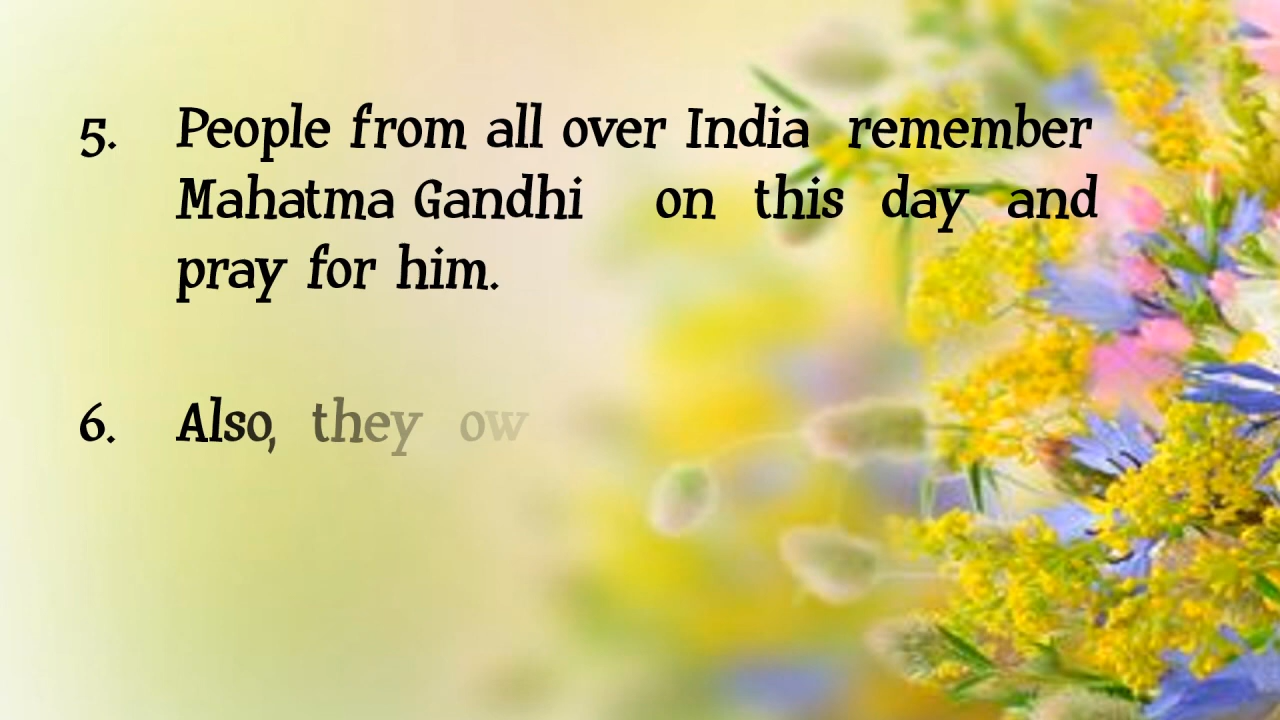 5. People from all over India remember
Mahatma Gandhi on this day and
pray for him.
6. Also, they ow